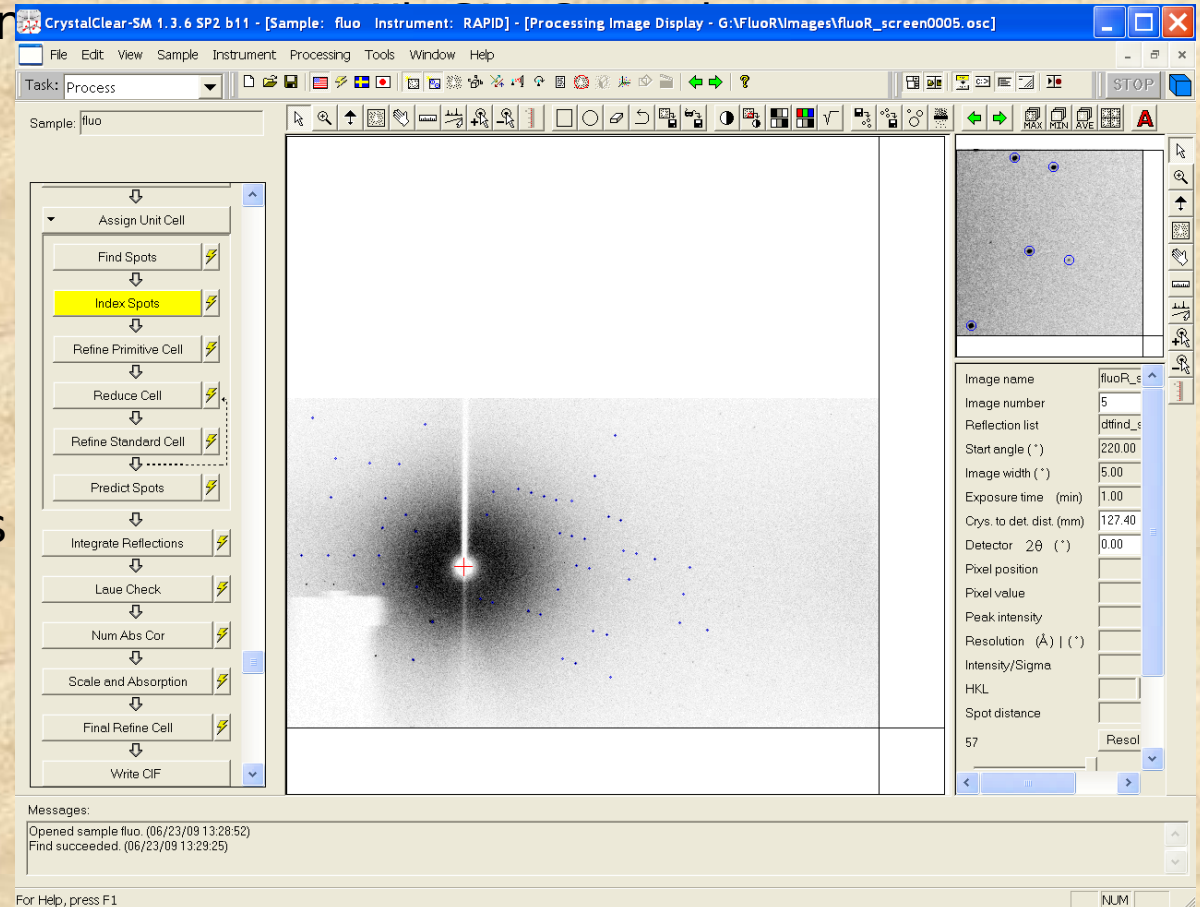 CrystalClear-SM 1.3.6 SP2 b11 - [Sample: fluo Instrument: RAPID] - [Processing Image Display - G:\FluoR\Images\fluoR_screen0005.osc]
File Edit View Sample Instrument Processing Tools Window Help
Task: Process
STOP
Sample: fluo
MAX MIN AVE A
Assign Unit Cell
Find Spots
Index Spots
Refine Primitive Cell
Reduce Cell
Refine Standard Cell
Predict Spots
Integrate Reflections
Laue Check
Num Abs Cor
Scale and Absorption
Final Refine Cell
Write CIF
Image name fluoR_s
Image number 5
Reflection list dtfind_s
Start angle (°) 220.00
Image width (°) 5.00
Exposure time (min) 1.00
Crys. to det. dist. (mm) 127.40
Detector 2θ (°) 0.00
Pixel position
Pixel value
Peak intensity
Resolution (Å) | (°)
Intensity/Sigma
HKL
Spot distance
57 Resol
Messages:
Opened sample fluo. (06/23/09 13:28:52)
Find succeeded. (06/23/09 13:29:25)
For Help, press F1
NUM